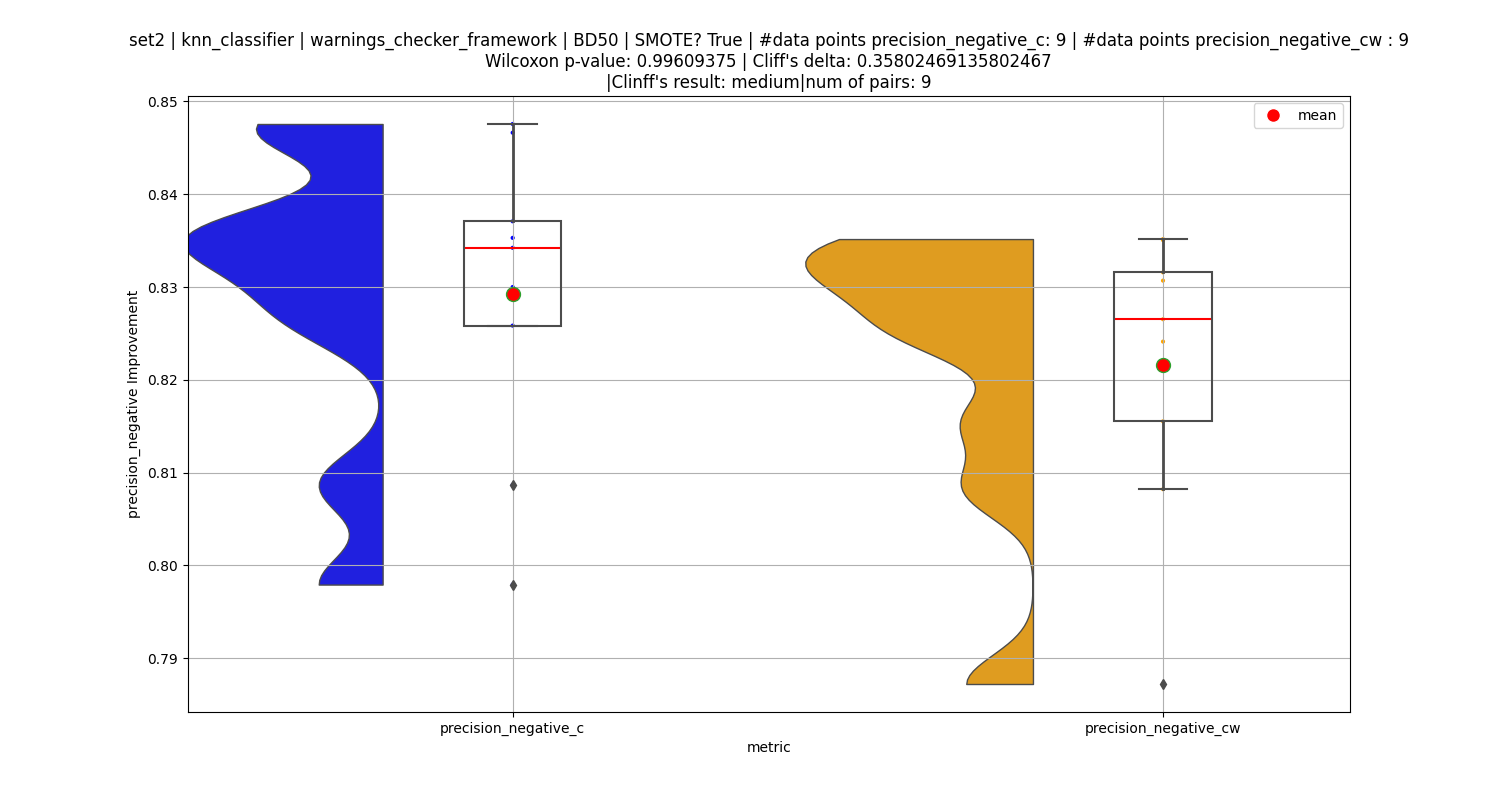 set2 | knn_classifier | warnings_checker_framework | BD50 | SMOTE? True | #data points precision_negative_c: 9 | #data points precision_negative_cw : 9
Wilcoxon p-value: 0.99609375 | Cliff's delta: 0.35802469135802467
|Clinff's result: medium|num of pairs: 9
mean
0.85
0.84
0.83
0.82
0.81
0.80
0.79
precision_negative Improvement
precision_negative_c
precision_negative_cw
metric